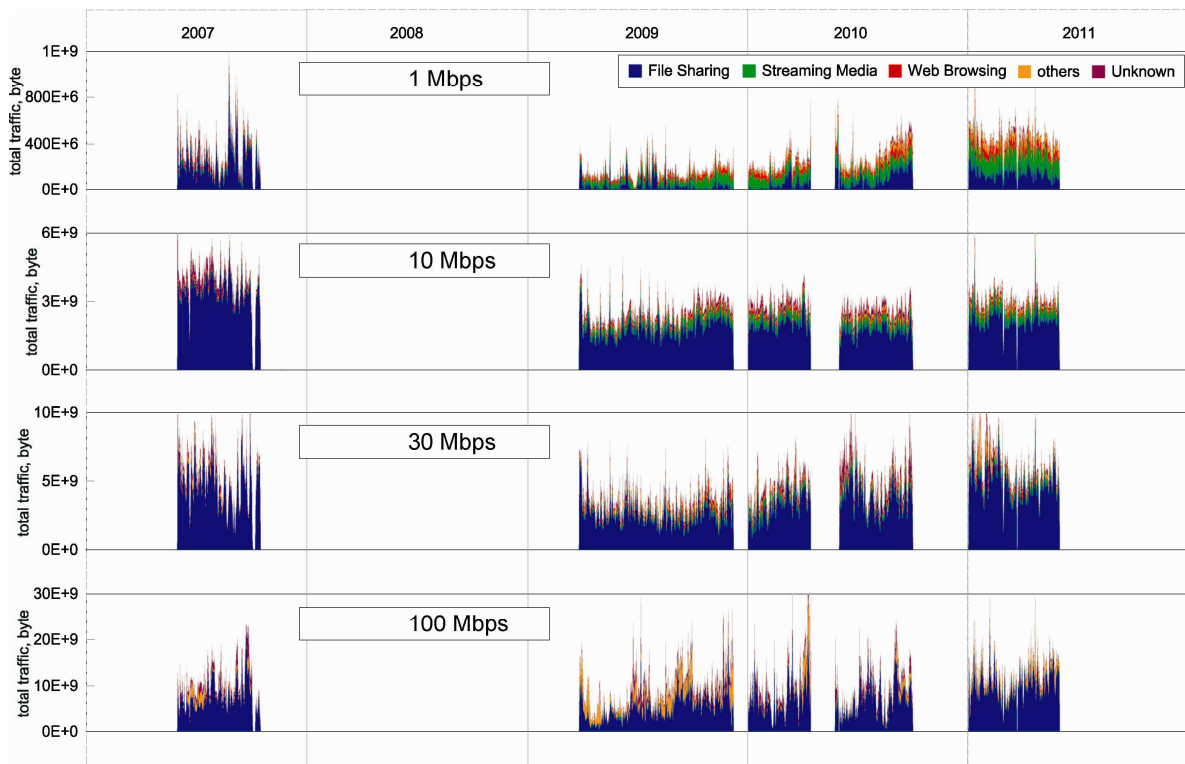 2007 2008 2009 2010 2011
1E+9
1 Mbps
File Sharing Streaming Media Web Browsing others Unknown
800E+6
400E+6
0E+0
total traffic, byte
6E+9
10 Mbps
3E+9
0E+0
total traffic, byte
10E+9
30 Mbps
5E+9
0E+0
total traffic, byte
30E+9
100 Mbps
20E+9
10E+9
0E+0
total traffic, byte